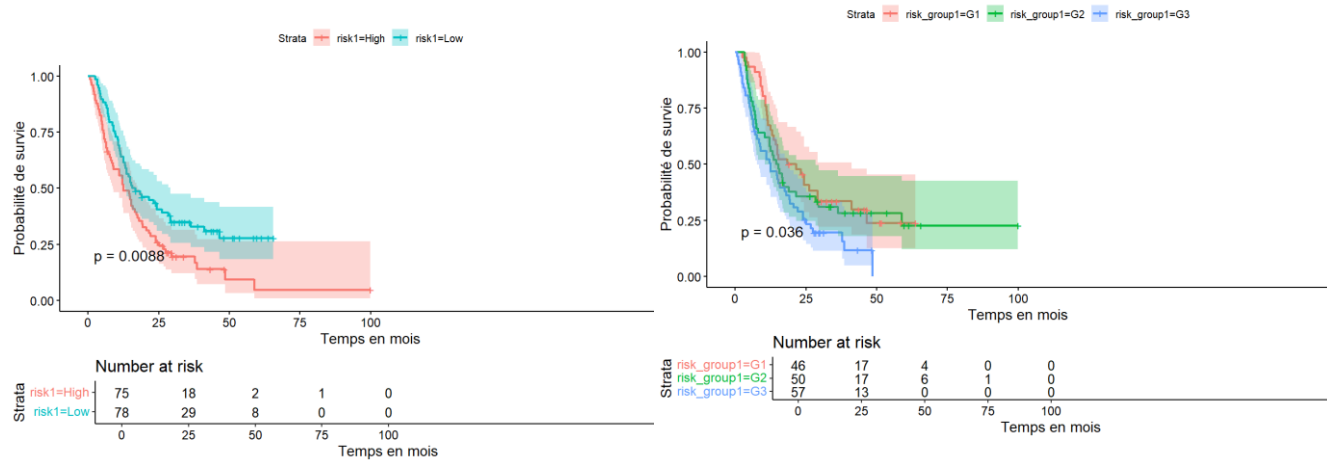 Strata risk1=High risk1=Low
Probabilité de survie
1.00
0.75
0.50
0.25
0.00
p = 0.0088
0 25 50 75 100
Temps en mois
Number at risk
Strata
risk1=High 75 18 2 1 0
risk1=Low 78 29 8 0 0
0 25 50 75 100
Temps en mois
Strata risk_group1=G1 risk_group1=G2 risk_group1=G3
Probabilité de survie
1.00
0.75
0.50
0.25
0.00
p = 0.036
0 25 50 75 100
Temps en mois
Number at risk
Strata
risk_group1=G1 46 17 4 0 0
risk_group1=G2 50 17 6 1 0
risk_group1=G3 57 13 0 0 0
0 25 50 75 100
Temps en mois